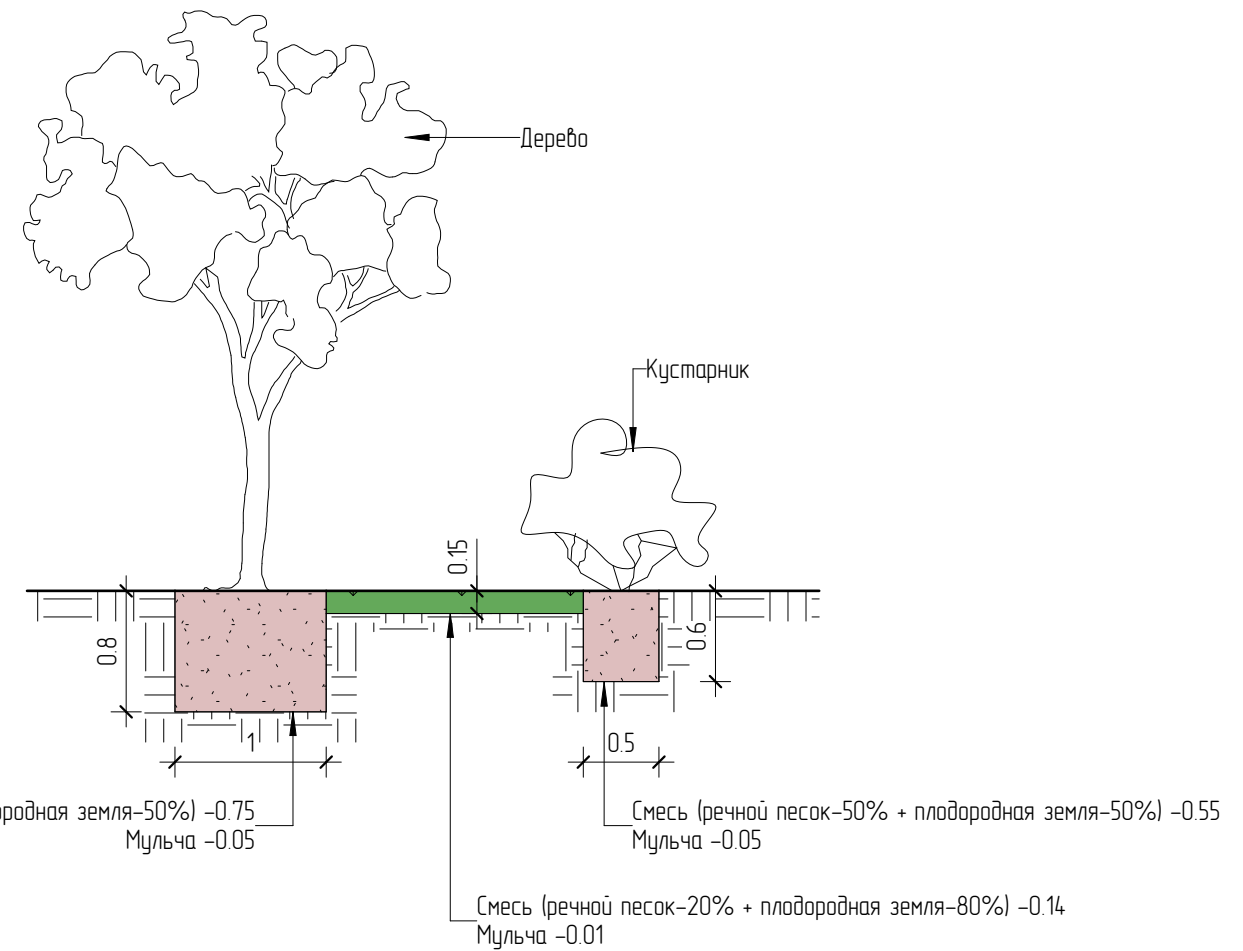 Дерево
Кустарник
0.15
0.8
0.6
1
0.5
земля-50%) -0.75
Мульча -0.05
Смесь (речной песок-50% + плодородная земля-50%) -0.55
Мульча -0.05
Смесь (речной песок-20% + плодородная земля-80%) -0.14
Мульча -0.01